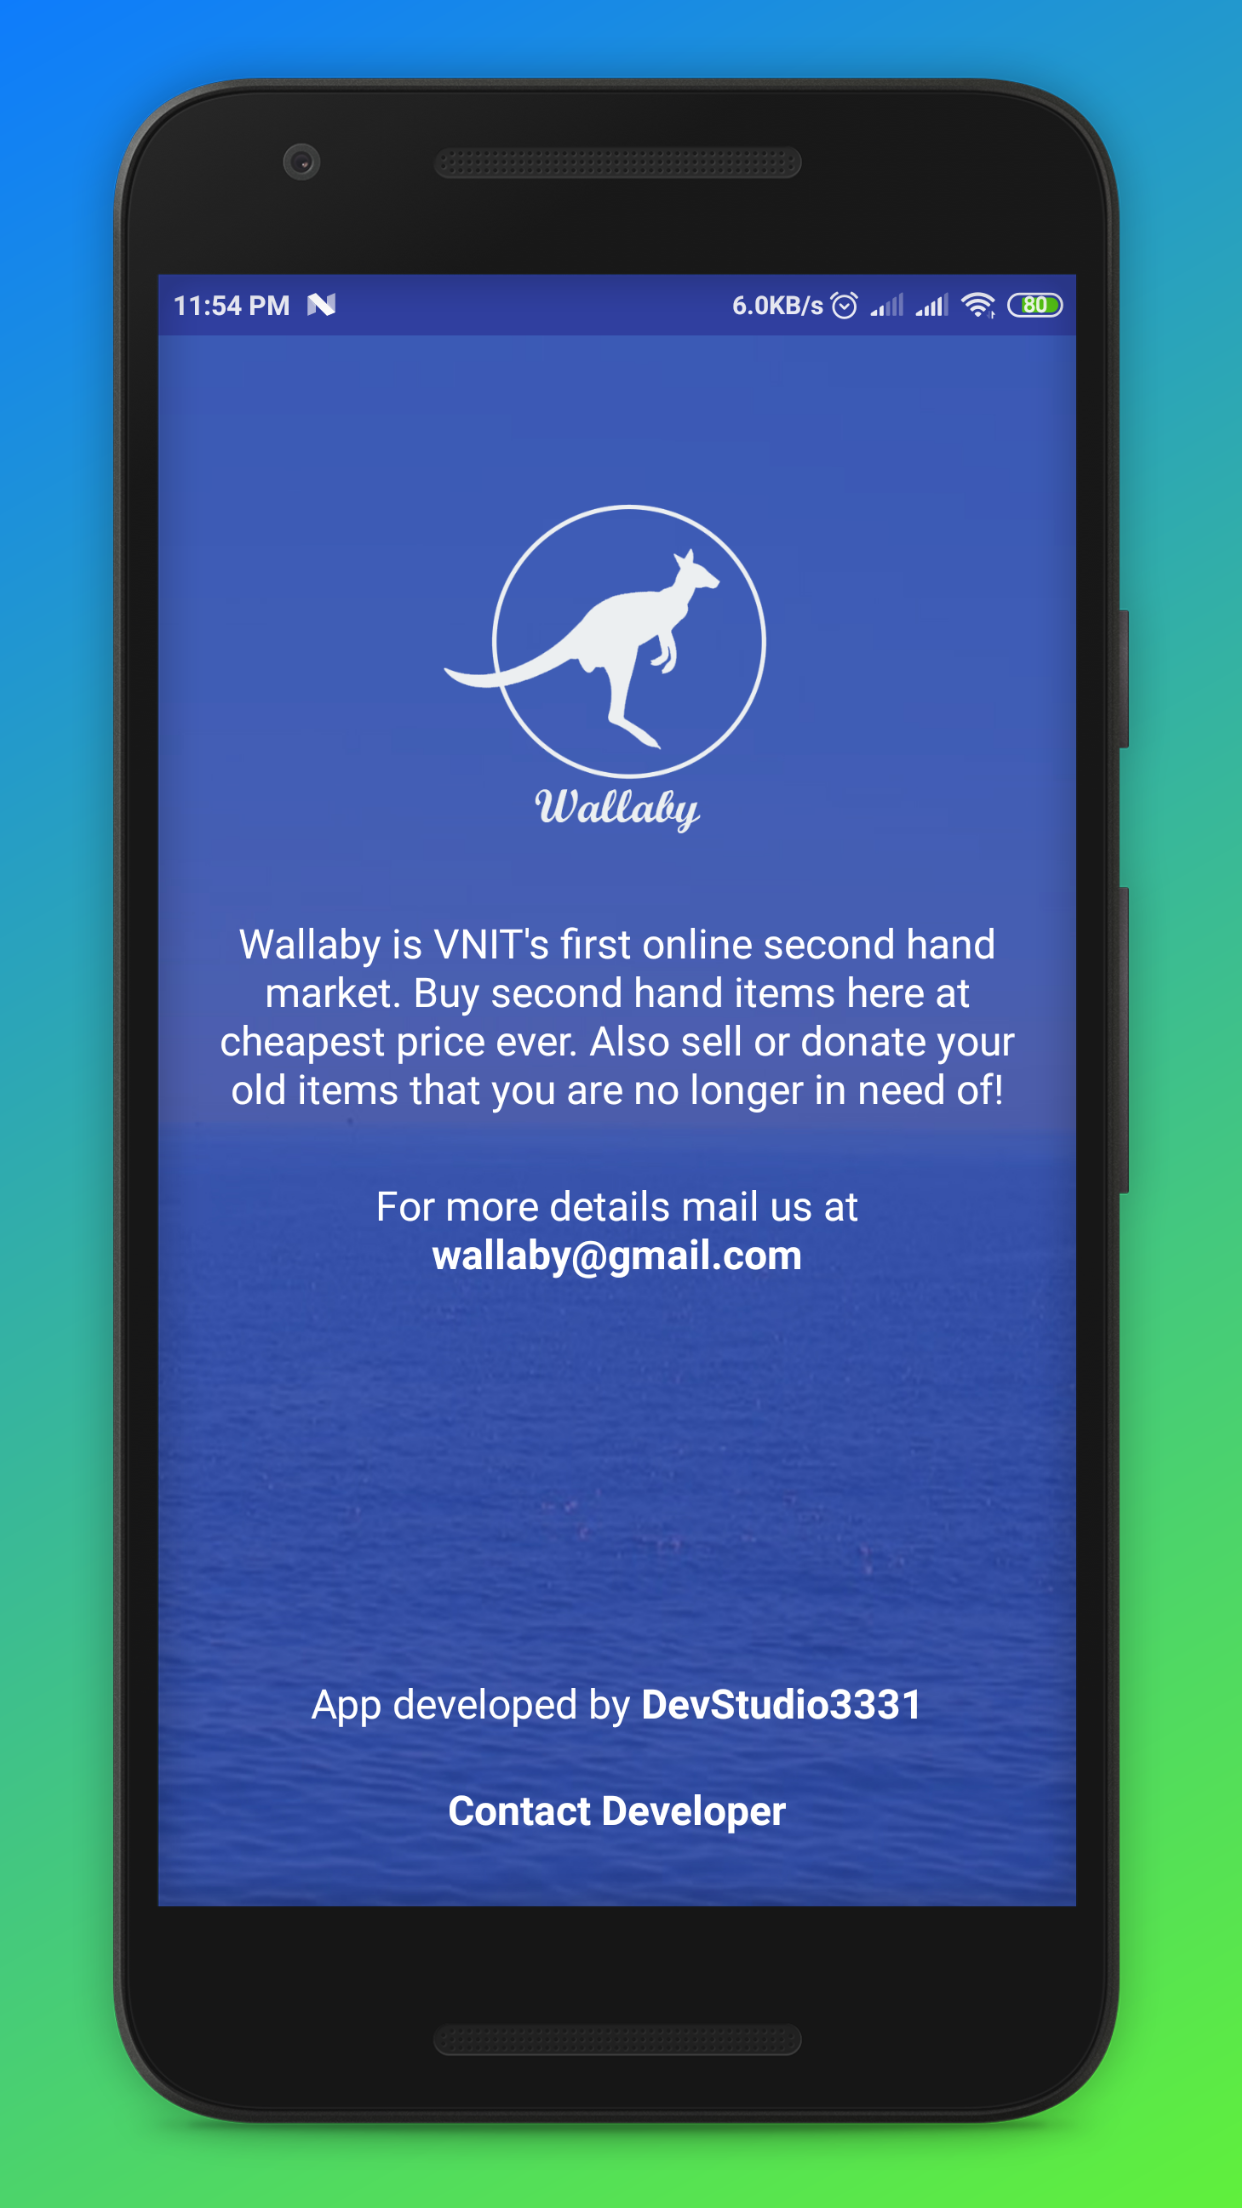 11:54 PM 6.0KB/s 80
Wallaby
Wallaby is VNIT's first online second hand
market. Buy second hand items here at
cheapest price ever. Also sell or donate your
old items that you are no longer in need of!
For more details mail us at
wallaby@gmail.com
App developed by DevStudio3331
Contact Developer